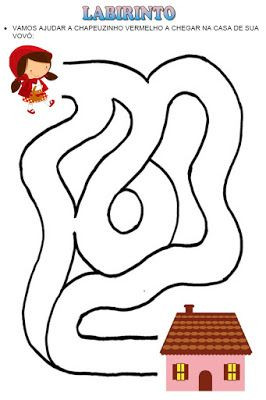 LABIRINTO
• VAMOS AJUDAR A CHAPEUZINHO VERMELHO A CHEGAR NA CASA DE SUA
VOVÓ: